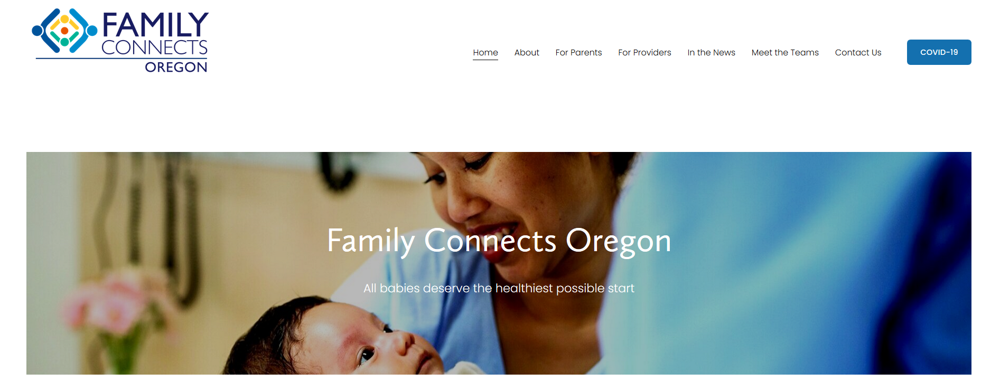 FAMILY
CONNECTS
OREGON
Home About For Parents For Providers In the News Meet the Teams Contact Us COVID-19
Family Connects Oregon
All babies deserve the healthiest possible start